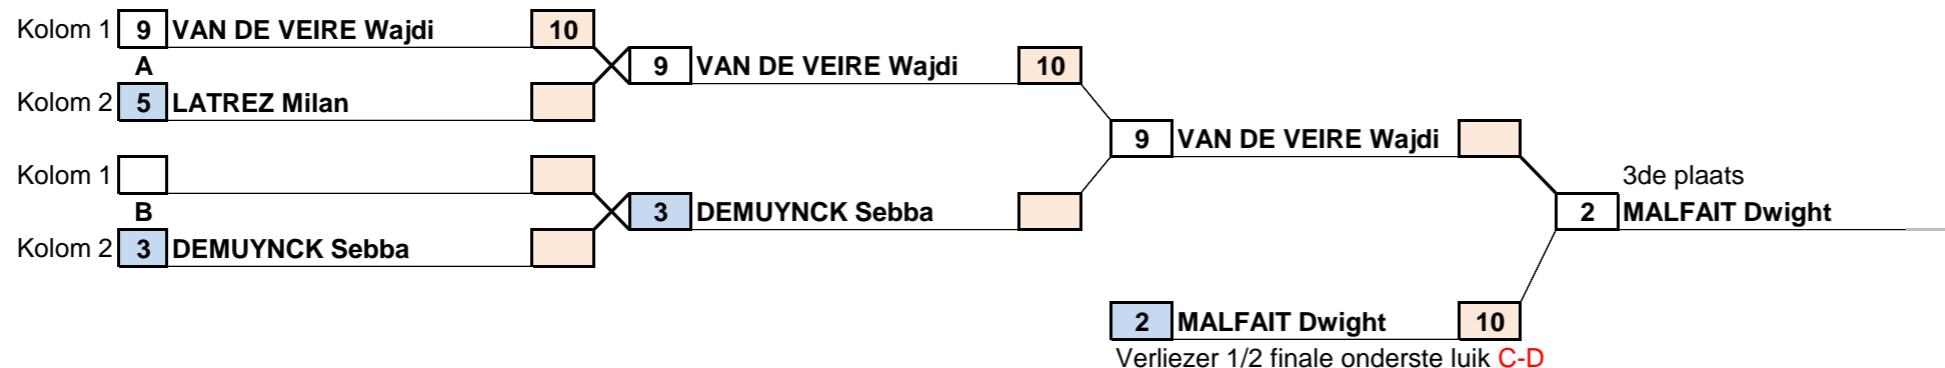 Kolom 1 9 VAN DE VEIRE Wajdi 10
A
9 VAN DE VEIRE Wajdi 10
Kolom 2 5 LATREZ Milan
9 VAN DE VEIRE Wajdi
Kolom 1
3de plaats
B
3 DEMUYNCK Sebba
2 MALFAIT Dwight
Kolom 2 3 DEMUYNCK Sebba
2 MALFAIT Dwight 10
Verliezer 1/2 finale onderste luik C-D